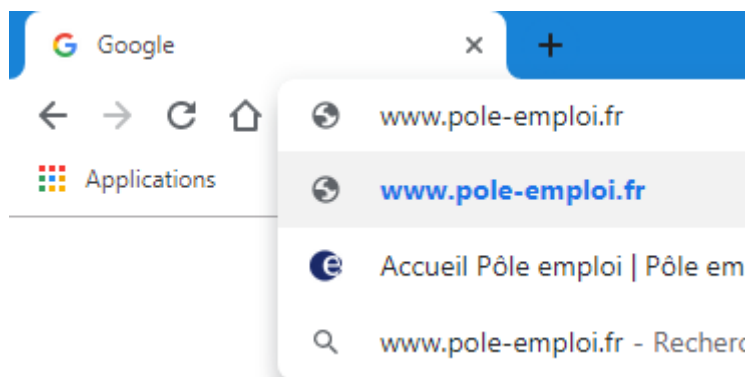 Google
www.pole-emploi.fr
Applications
www.pole-emploi.fr
Accueil Pôle emploi | Pôle em
www.pole-emploi.fr - Recherc